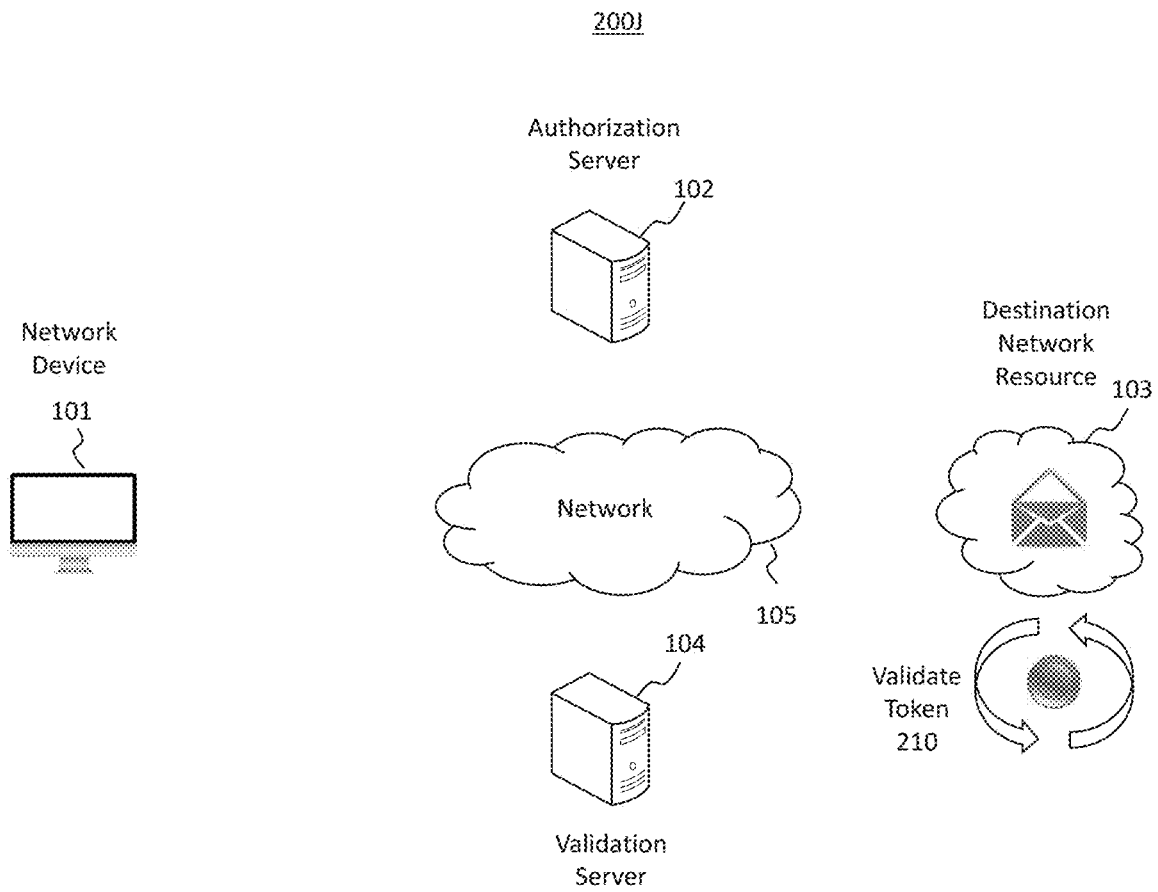 200J
Authorization
Server
102
Network
Device
101
Destination
Network
Resource
103
Network
105
104
Validate
Token
210
Validation
Server